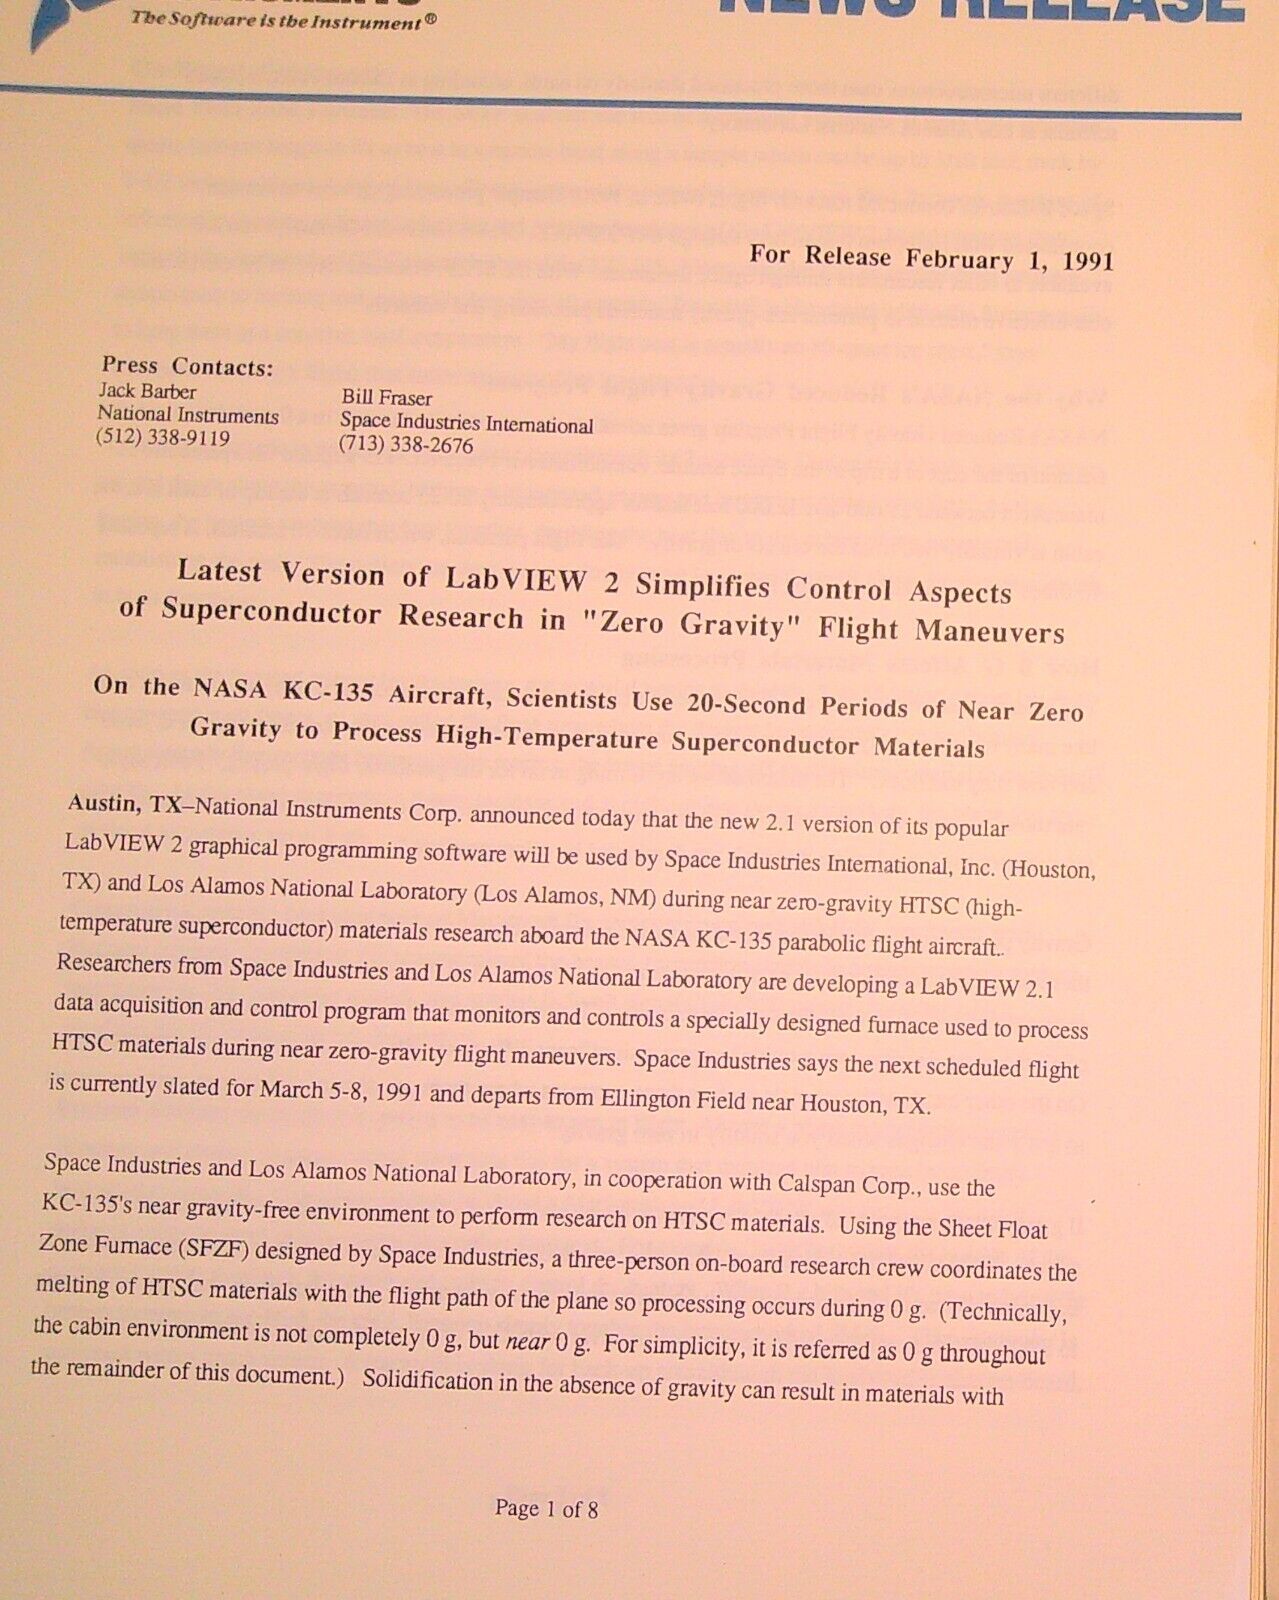 The Software is the Instrument®
NEWS RELEASE
For Release February 1, 1991
Press Contacts:
Jack Barber
National Instruments
(512) 338-9119
Bill Fraser
Space Industries International
(713) 338-2676
Latest Version of LabVIEW 2 Simplifies Control Aspects
of Superconductor Research in "Zero Gravity" Flight Maneuvers
On the NASA KC-135 Aircraft, Scientists Use 20-Second Periods of Near Zero
Gravity to Process High-Temperature Superconductor Materials
Austin, TX–National Instruments Corp. announced today that the new 2.1 version of its popular
LabVIEW 2 graphical programming software will be used by Space Industries International, Inc. (Houston,
TX) and Los Alamos National Laboratory (Los Alamos, NM) during near zero-gravity HTSC (high-
temperature superconductor) materials research aboard the NASA KC-135 parabolic flight aircraft..
Researchers from Space Industries and Los Alamos National Laboratory are developing a LabVIEW 2.1
data acquisition and control program that monitors and controls a specially designed furnace used to process
HTSC materials during near zero-gravity flight maneuvers. Space Industries says the next scheduled flight
is currently slated for March 5-8, 1991 and departs from Ellington Field near Houston, TX.
Space Industries and Los Alamos National Laboratory, in cooperation with Calspan Corp., use the
KC-135's near gravity-free environment to perform research on HTSC materials. Using the Sheet Float
Zone Furnace (SFZF) designed by Space Industries, a three-person on-board research crew coordinates the
melting of HTSC materials with the flight path of the plane so processing occurs during 0 g. (Technically,
the cabin environment is not completely 0 g, but near 0 g. For simplicity, it is referred as 0 g throughout
the remainder of this document.) Solidification in the absence of gravity can result in materials with
Page 1 of 8